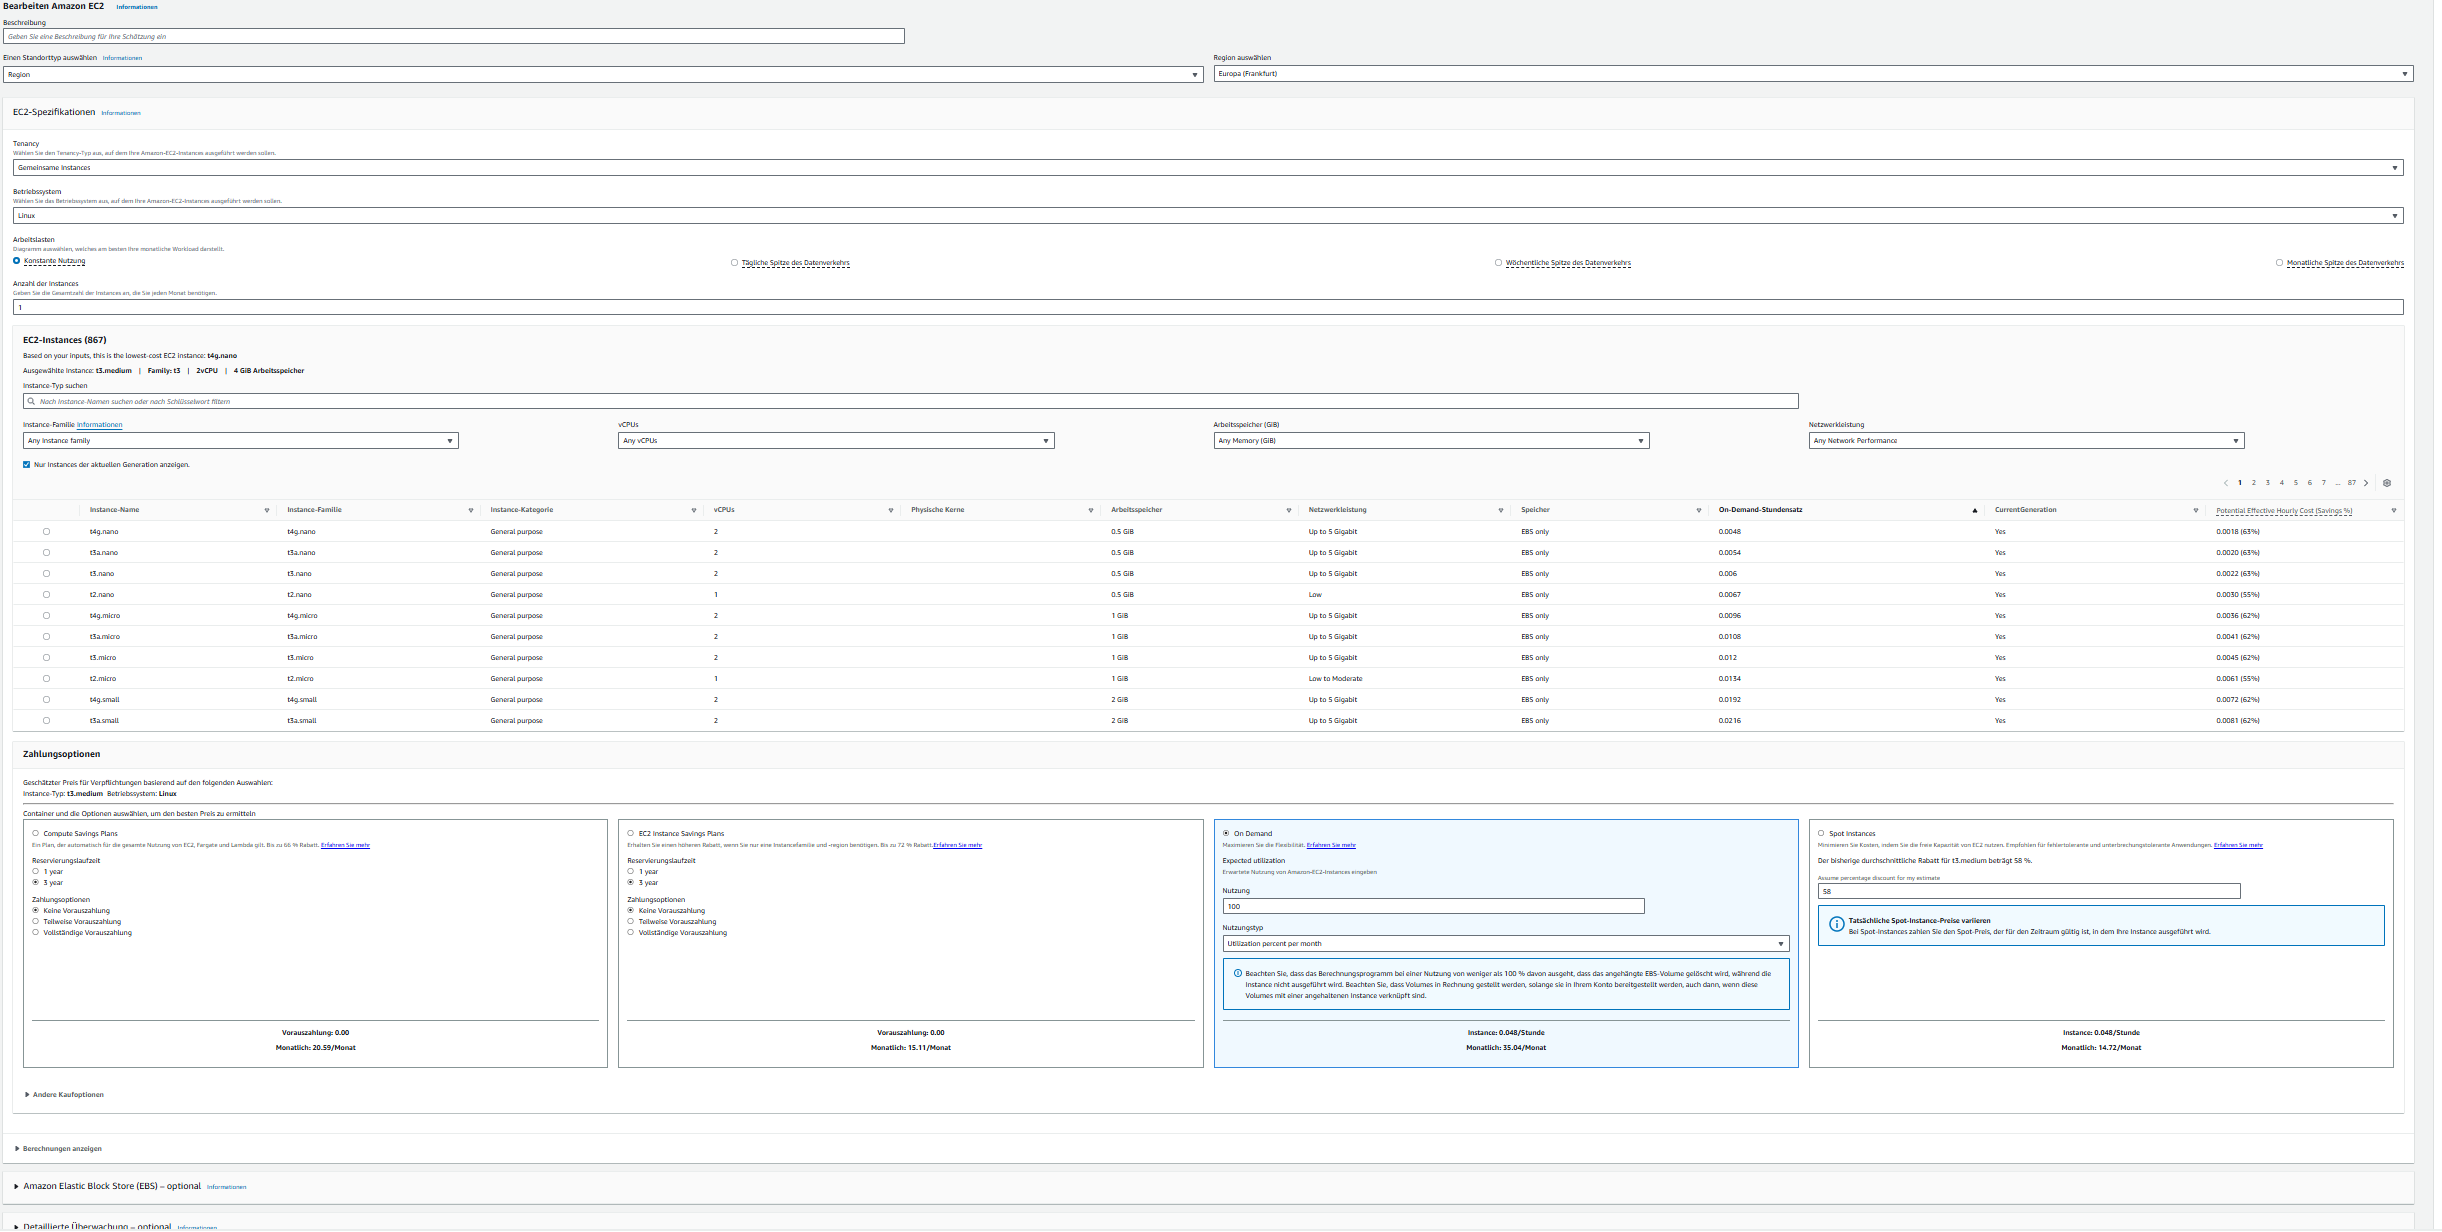 Bearbeiten Amazon EC2 Informationen
Beschreibung
Geben Sie eine Beschreibung für Ihre Schätzung ein
Einen Standorttyp auswählen Informationen
Region
Region auswählen
Europa (Frankfurt)
EC2-Spezifikationen Informationen
Tenancy
Wählen Sie den Tenancy-Typ aus, auf dem Ihre Amazon-EC2-Instances ausgeführt werden sollen.
Gemeinsame Instances
Betriebssystem
Wählen Sie das Betriebssystem aus, auf dem Ihre Amazon-EC2-Instances ausgeführt werden sollen.
Linux
Arbeitslasten
Diagramm auswählen, welches am besten Ihre monatliche Workload darstellt.
Konstante Nutzung Tägliche Spitze des Datenverkehrs Wöchentliche Spitze des Datenverkehrs Monatliche Spitze des Datenverkehrs
Anzahl der Instances
Geben Sie die Gesamtzahl der Instances an, die Sie jeden Monat benötigen.
1
EC2-Instances (867)
Based on your inputs, this is the lowest-cost EC2 instance: t4g.nano
Ausgewählte Instance: t3.medium | Family: t3 | 2vCPU | 4 GiB Arbeitsspeicher
Instance-Typ suchen
Nach Instance-Namen suchen oder nach Schlüsselwort filtern
Instance-Familie Informationen vCPUs Arbeitsspeicher (GiB) Netzwerkleistung
Any Instance family Any vCPUs Any Memory (GiB) Any Network Performance
Nur Instances der aktuellen Generation anzeigen.
1 2 3 4 5 6 7 ... 87
Instance-Name Instance-Familie Instance-Kategorie vCPUs Physische Kerne Arbeitsspeicher Netzwerkleistung Speicher On-Demand-Stundensatz CurrentGeneration Potential Effective Hourly Cost (Savings %)
t4g.nano t4g.nano General purpose 2 0.5 GiB Up to 5 Gigabit EBS only 0.0048 Yes 0.0018 (63%)
t3a.nano t3a.nano General purpose 2 0.5 GiB Up to 5 Gigabit EBS only 0.0054 Yes 0.0020 (63%)
t3.nano t3.nano General purpose 2 0.5 GiB Up to 5 Gigabit EBS only 0.006 Yes 0.0022 (63%)
t2.nano t2.nano General purpose 1 0.5 GiB Low EBS only 0.0067 Yes 0.0030 (55%)
t4g.micro t4g.micro General purpose 2 1 GiB Up to 5 Gigabit EBS only 0.0096 Yes 0.0036 (62%)
t3a.micro t3a.micro General purpose 2 1 GiB Up to 5 Gigabit EBS only 0.0108 Yes 0.0041 (62%)
t3.micro t3.micro General purpose 2 1 GiB Up to 5 Gigabit EBS only 0.012 Yes 0.0045 (62%)
t2.micro t2.micro General purpose 1 1 GiB Low to Moderate EBS only 0.0134 Yes 0.0061 (55%)
t4g.small t4g.small General purpose 2 2 GiB Up to 5 Gigabit EBS only 0.0192 Yes 0.0072 (62%)
t3a.small t3a.small General purpose 2 2 GiB Up to 5 Gigabit EBS only 0.0216 Yes 0.0081 (62%)
Zahlungsoptionen
Geschätzter Preis für Verpflichtungen basierend auf den folgenden Auswahlen:
Instance-Typ: t3.medium Betriebssystem: Linux
Container und die Optionen auswählen, um den besten Preis zu ermitteln
Compute Savings Plans
Ein Plan, der automatisch für die gesamte Nutzung von EC2, Fargate und Lambda gilt. Bis zu 66 % Rabatt. Erfahren Sie mehr
Reservierungslaufzeit
1 year
3 year
Zahlungsoptionen
Keine Vorauszahlung
Teilweise Vorauszahlung
Vollständige Vorauszahlung
Vorauszahlung: 0.00
Monatlich: 20.59/Monat
EC2 Instance Savings Plans
Erhalten Sie einen höheren Rabatt, wenn Sie nur eine Instancefamilie und -region benötigen. Bis zu 72 % Rabatt.Erfahren Sie mehr
Reservierungslaufzeit
1 year
3 year
Zahlungsoptionen
Keine Vorauszahlung
Teilweise Vorauszahlung
Vollständige Vorauszahlung
Vorauszahlung: 0.00
Monatlich: 15.11/Monat
On Demand
Maximieren Sie die Flexibilität. Erfahren Sie mehr
Expected utilization
Erwartete Nutzung von Amazon-EC2-Instances eingeben
Nutzung
100
Nutzungstyp
Utilization percent per month
Beachten Sie, dass das Berechnungsprogramm bei einer Nutzung von weniger als 100 % davon ausgeht, dass das angehängte EBS-Volume gelöscht wird, während die
Instance nicht ausgeführt wird. Beachten Sie, dass Volumes in Rechnung gestellt werden, solange sie in Ihrem Konto bereitgestellt werden, auch dann, wenn diese
Volumes mit einer angehaltenen Instance verknüpft sind.
Instance: 0.048/Stunde
Monatlich: 35.04/Monat
Spot Instances
Minimieren Sie Kosten, indem Sie die freie Kapazität von EC2 nutzen. Empfohlen für fehlertolerante und unterbrechungstolerante Anwendungen. Erfahren Sie mehr
Der bisherige durchschnittliche Rabatt für t3.medium beträgt 58 %.
Assume percentage discount for my estimate
58
Tatsächliche Spot-Instance-Preise variieren
Bei Spot-Instances zahlen Sie den Spot-Preis, der für den Zeitraum gültig ist, in dem Ihre Instance ausgeführt wird.
Instance: 0.048/Stunde
Monatlich: 14.72/Monat
Andere Kaufoptionen
Berechnungen anzeigen
Amazon Elastic Block Store (EBS) – optional Informationen
Detaillierte Überwachung – optional Informationen